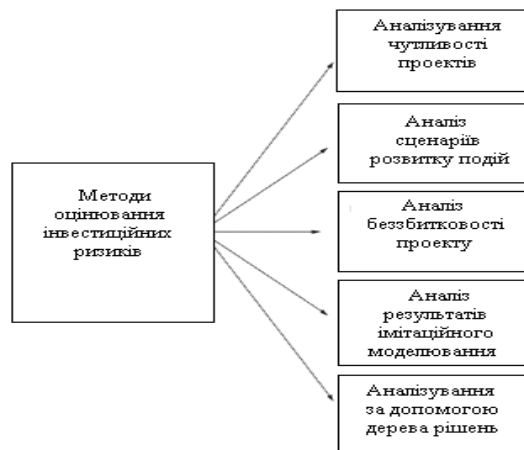 Методи
оцінювання
інвестиційних
ризиків
Аналізування
чутливості
проектів
Аналіз
сценаріїв
розвитку подій
Аналіз
беззбитковості
проекту
Аналіз
результатів
імітаційного
моделювання
Аналізування
за допомогою
дерева рішень